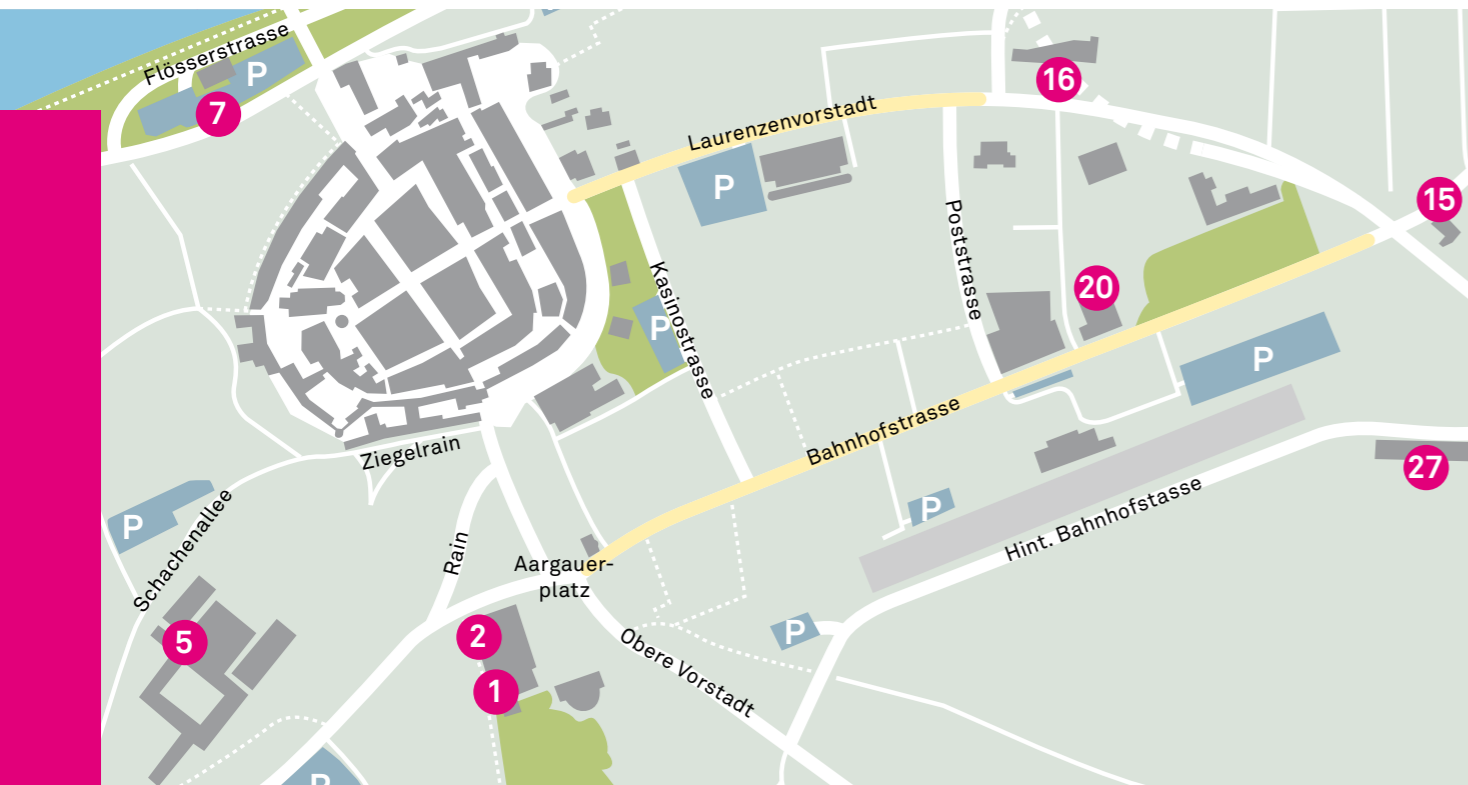 Flösserstrasse
P
7
16
Laurenzenvorstadt
P
15
Poststrasse
Kasinostrasse
20
P
P
Bahnhofstrasse
Ziegelrain
27
P
P
Hint. Bahnhofstasse
Schachenallee
Rain
Aargauer-
platz
P
5
2
Obere Vorstadt
1
P